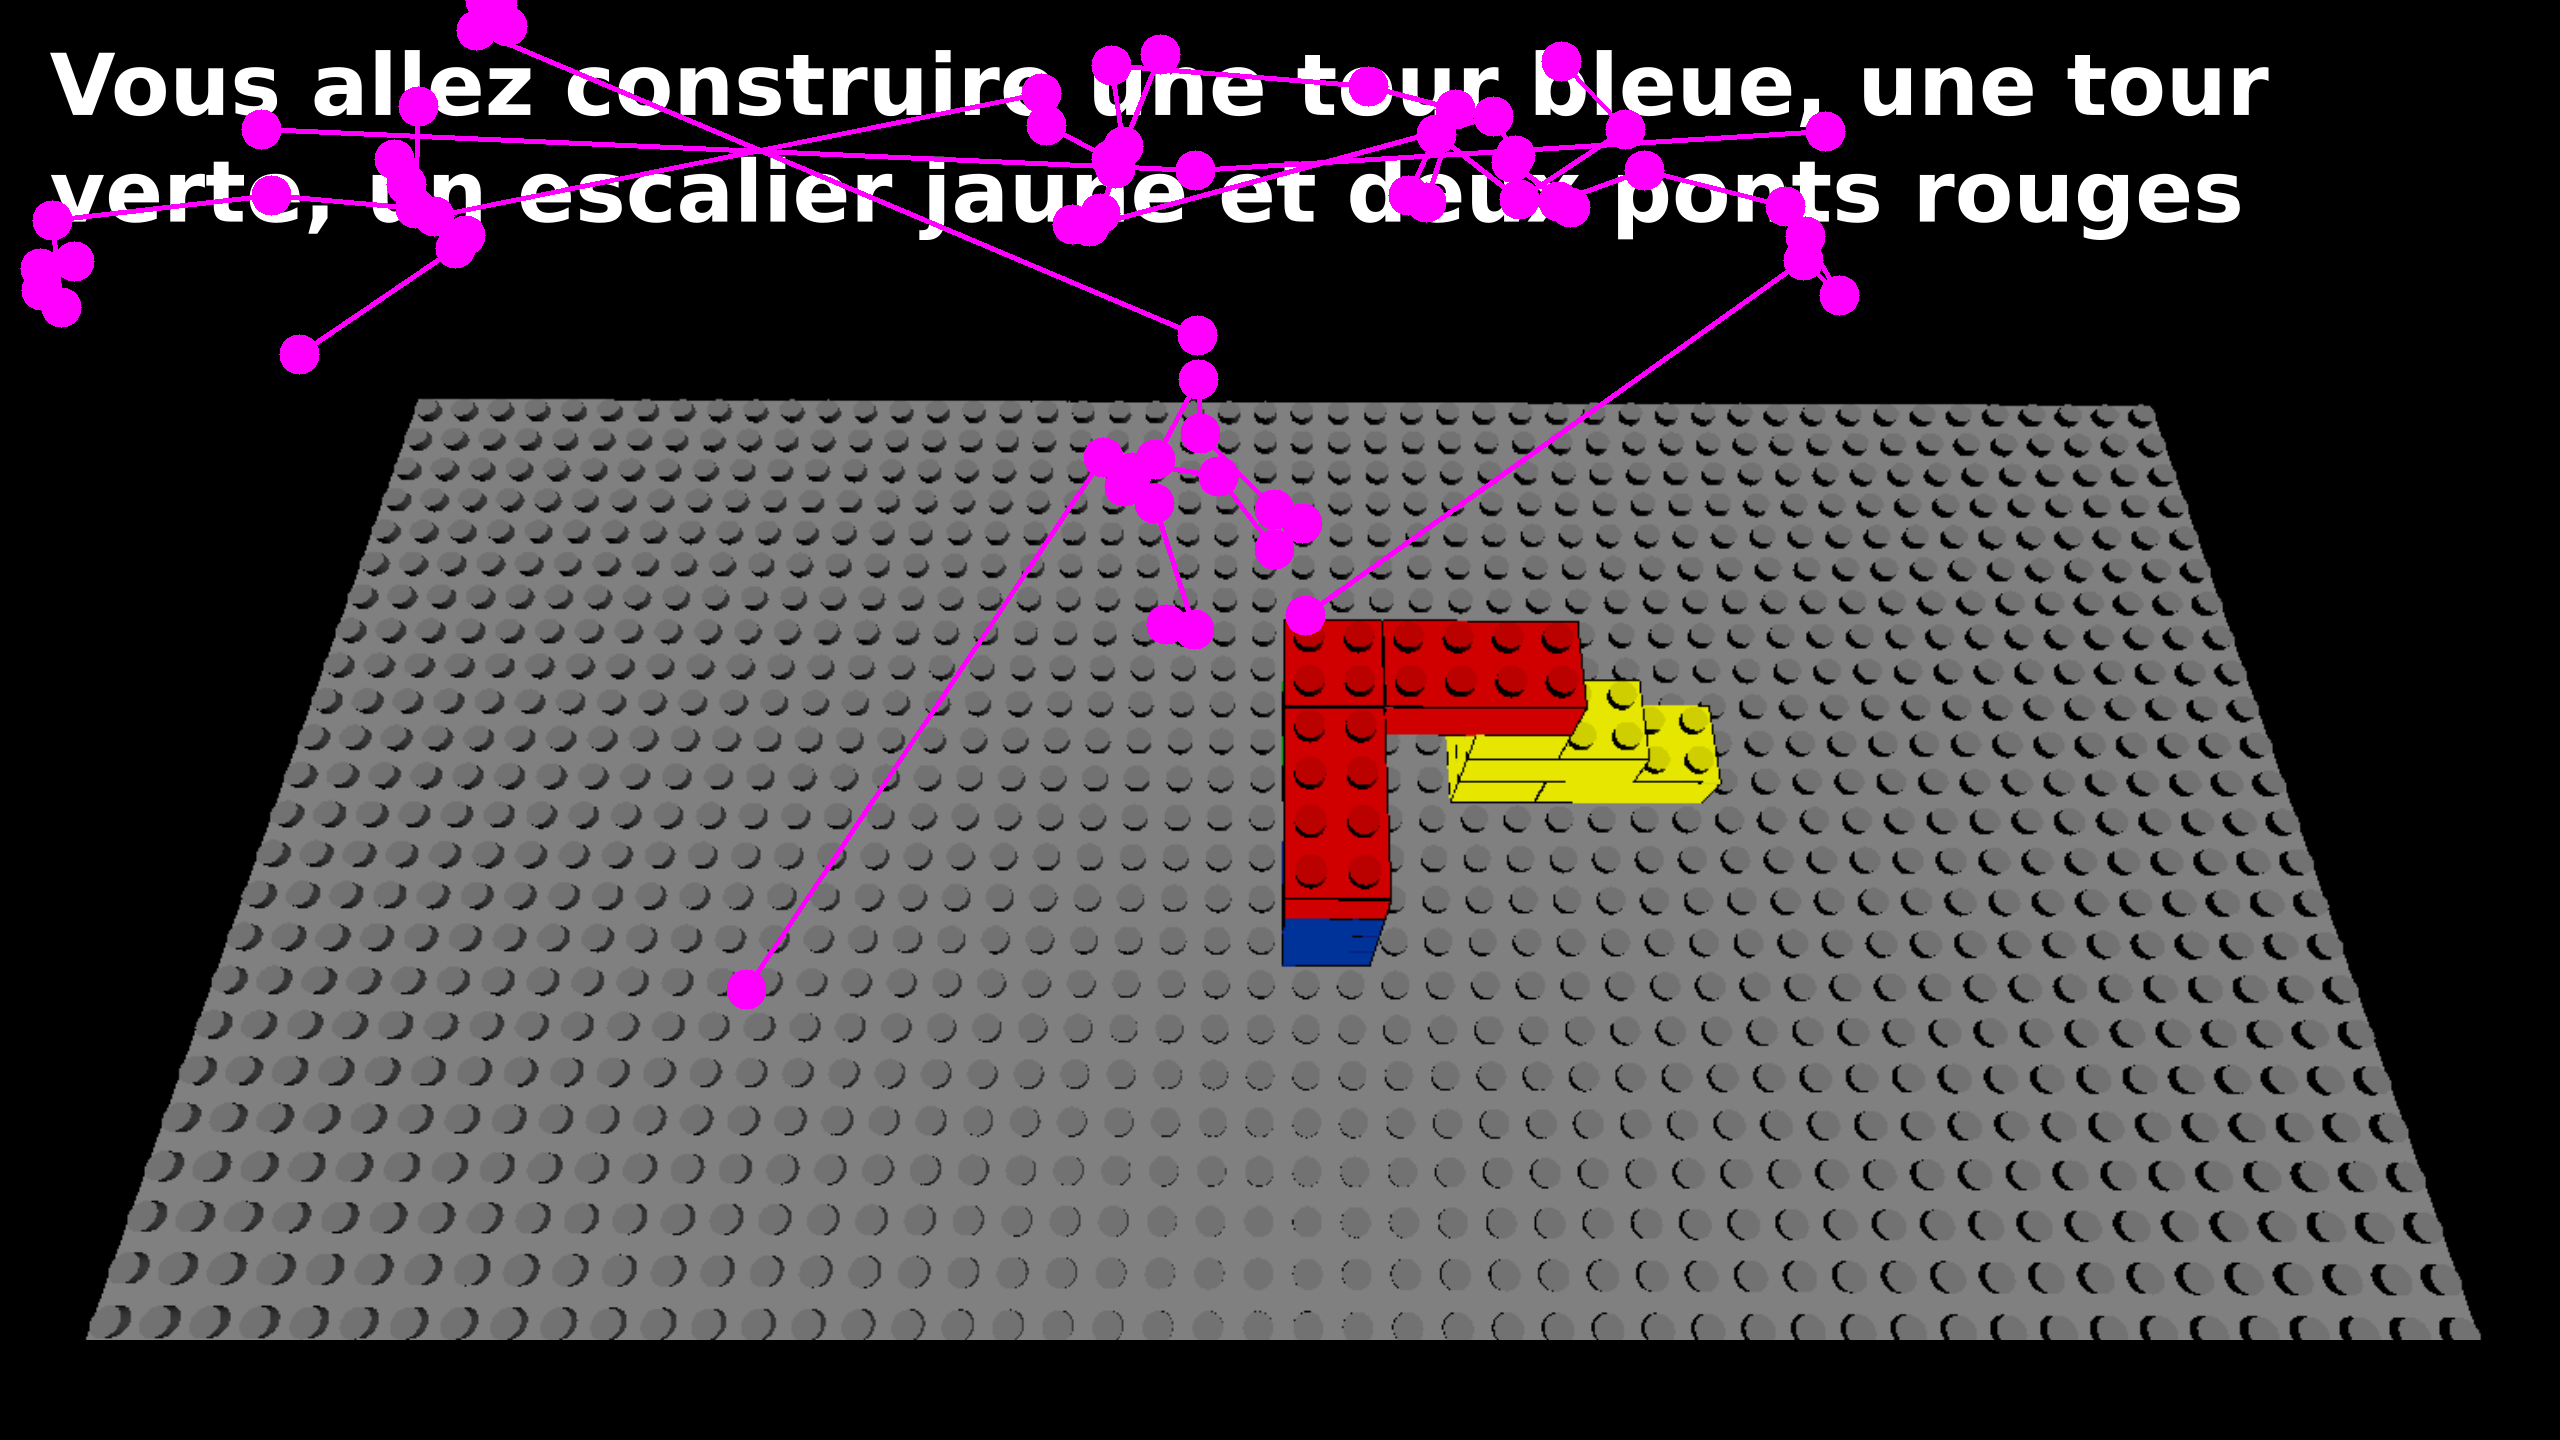 Vous allez construire une tour bleue, une tour
verte, un escalier jaune et deux ponts rouges